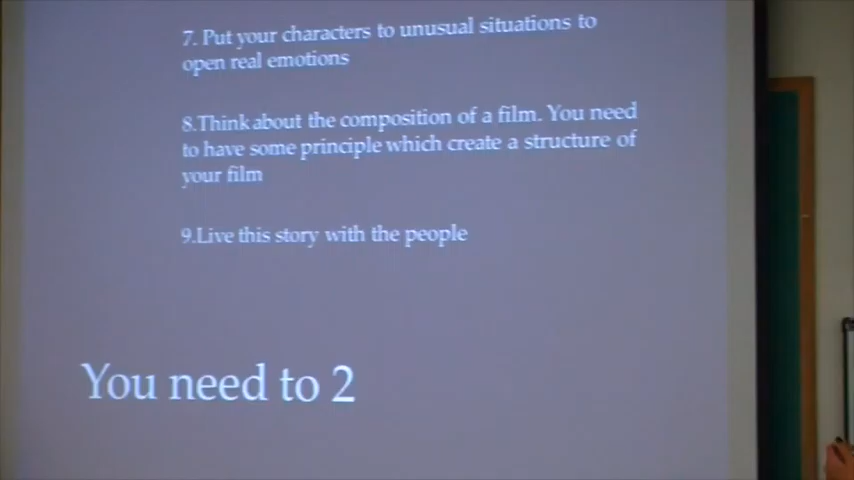 7. Put your characters to unusual situations to
open real emotions
8.Think about the composition of a film. You need
to have some principle which create a structure of
your film
9.Live this story with the people
You need to 2